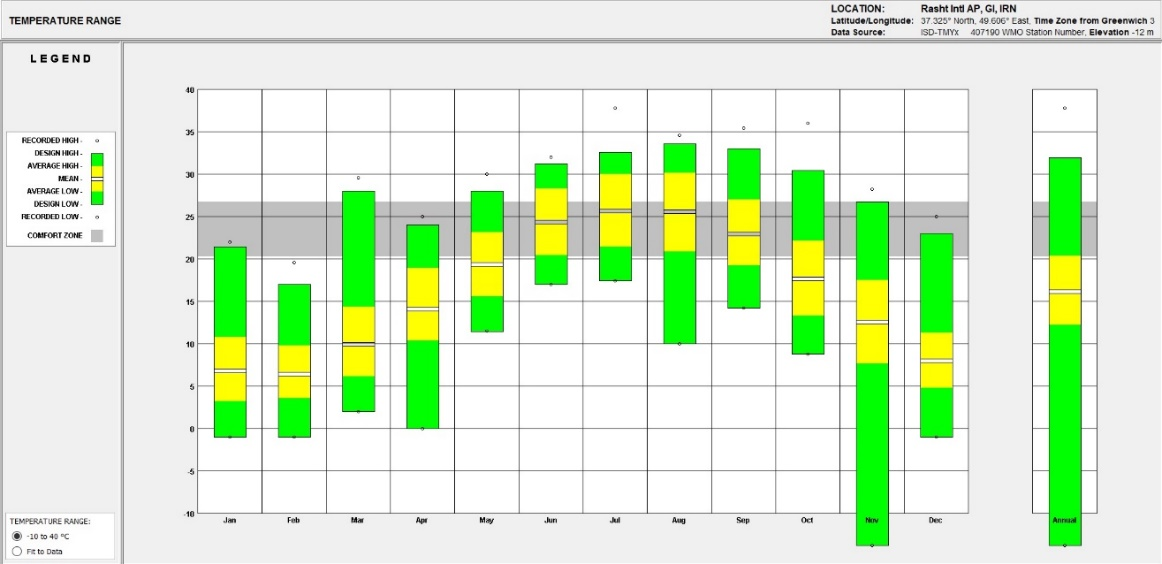 TEMPERATURE RANGE
LOCATION: Rasht Intl AP, GI, IRN
Latitude/Longitude: 37.325° North, 49.606° East, Time Zone from Greenwich 3
Data Source: ISD-TMYx 407190 WMO Station Number, Elevation -12 m
LEGEND
RECORDED HIGH -
DESIGN HIGH -
AVERAGE HIGH -
MEAN -
AVERAGE LOW -
DESIGN LOW -
RECORDED LOW -
COMFORT ZONE
40
35
30
25
20
15
10
5
0
-5
-10
Jan Feb Mar Apr May Jun Jul Aug Sep Oct Nov Dec Annual
TEMPERATURE RANGE:
-10 to 40 °C
Fit to Data